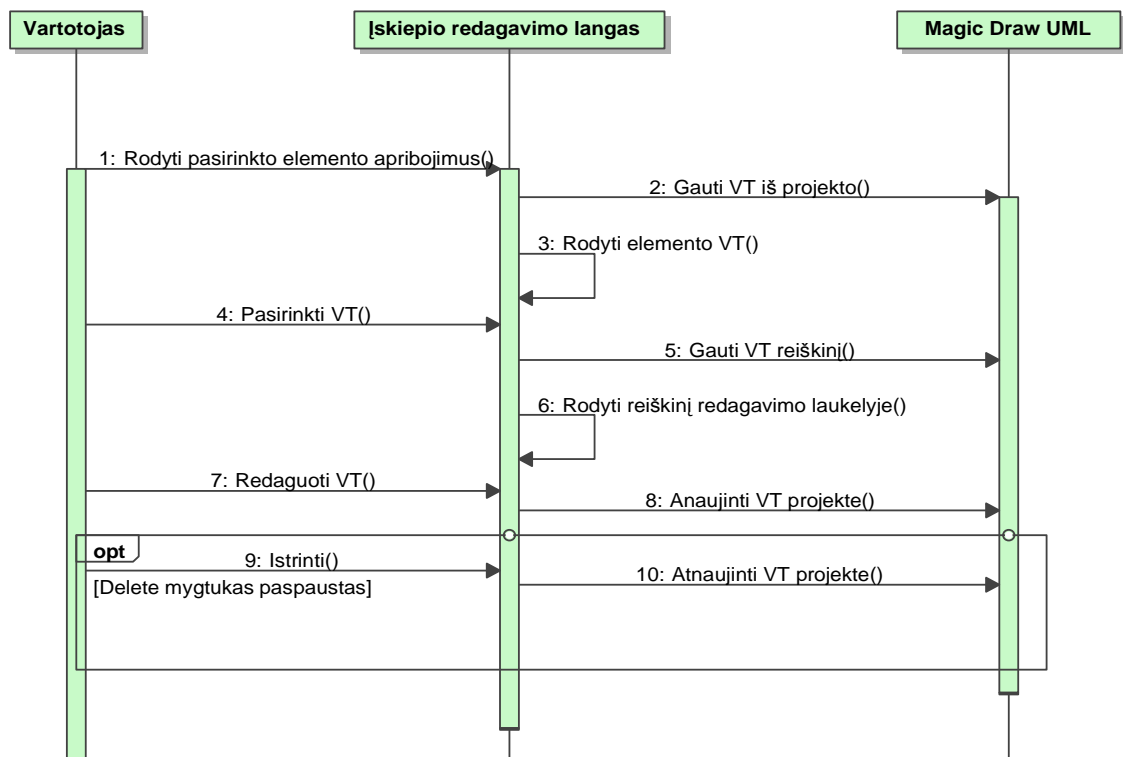 Vartotojas
Įskiepio redagavimo langas
Magic Draw UML
1: Rodyti pasirinkto elemento apribojimus()
2: Gauti VT iš projekto()
3: Rodyti elemento VT()
4: Pasirinkti VT()
5: Gauti VT reiškinį()
6: Rodyti reiškinį redagavimo laukelyje()
7: Redaguoti VT()
8: Anaujinti VT projekte()
opt
9: Istrinti()
10: Atnaujinti VT projekte()
[Delete mygtukas paspaustas]